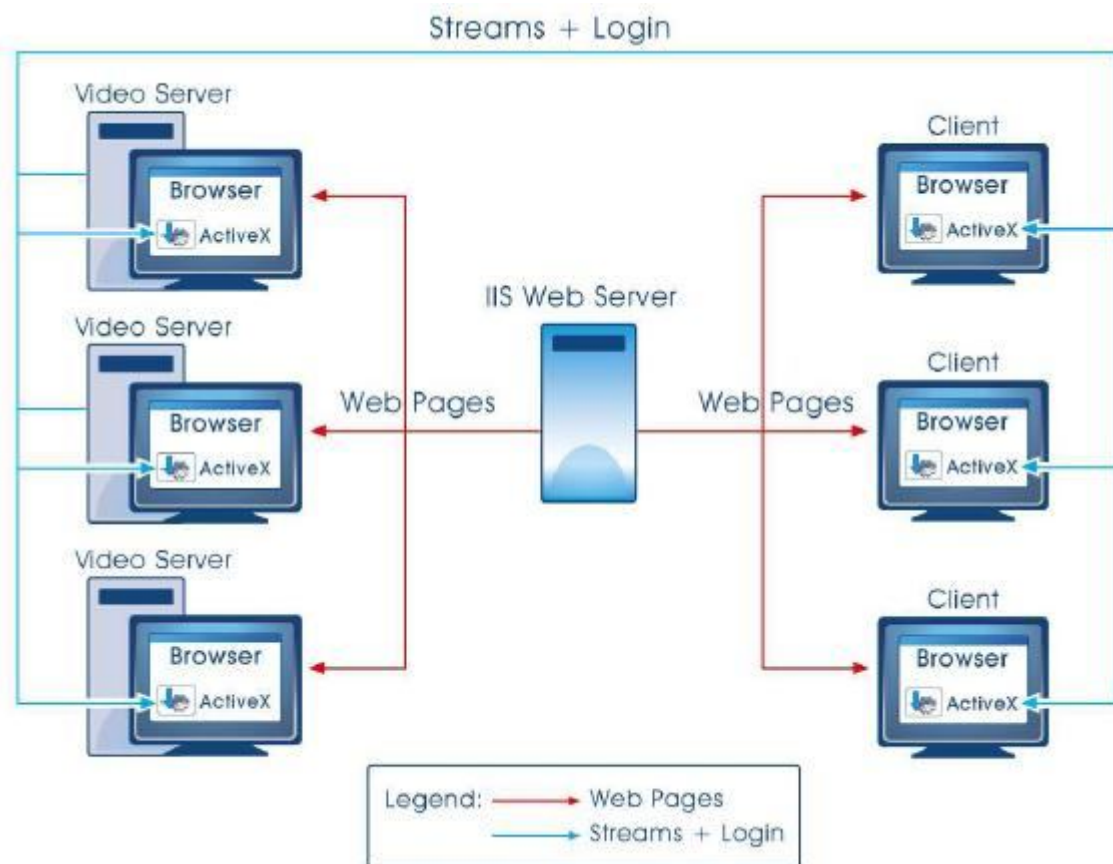 Streams + Login
Video Server
Browser
ActiveX
Video Server
Browser
ActiveX
Video Server
Browser
ActiveX
IIS Web Server
Web Pages
Web Pages
Client
Browser
ActiveX
Client
Browser
ActiveX
Client
Browser
ActiveX
Legend: Web Pages
Streams + Login